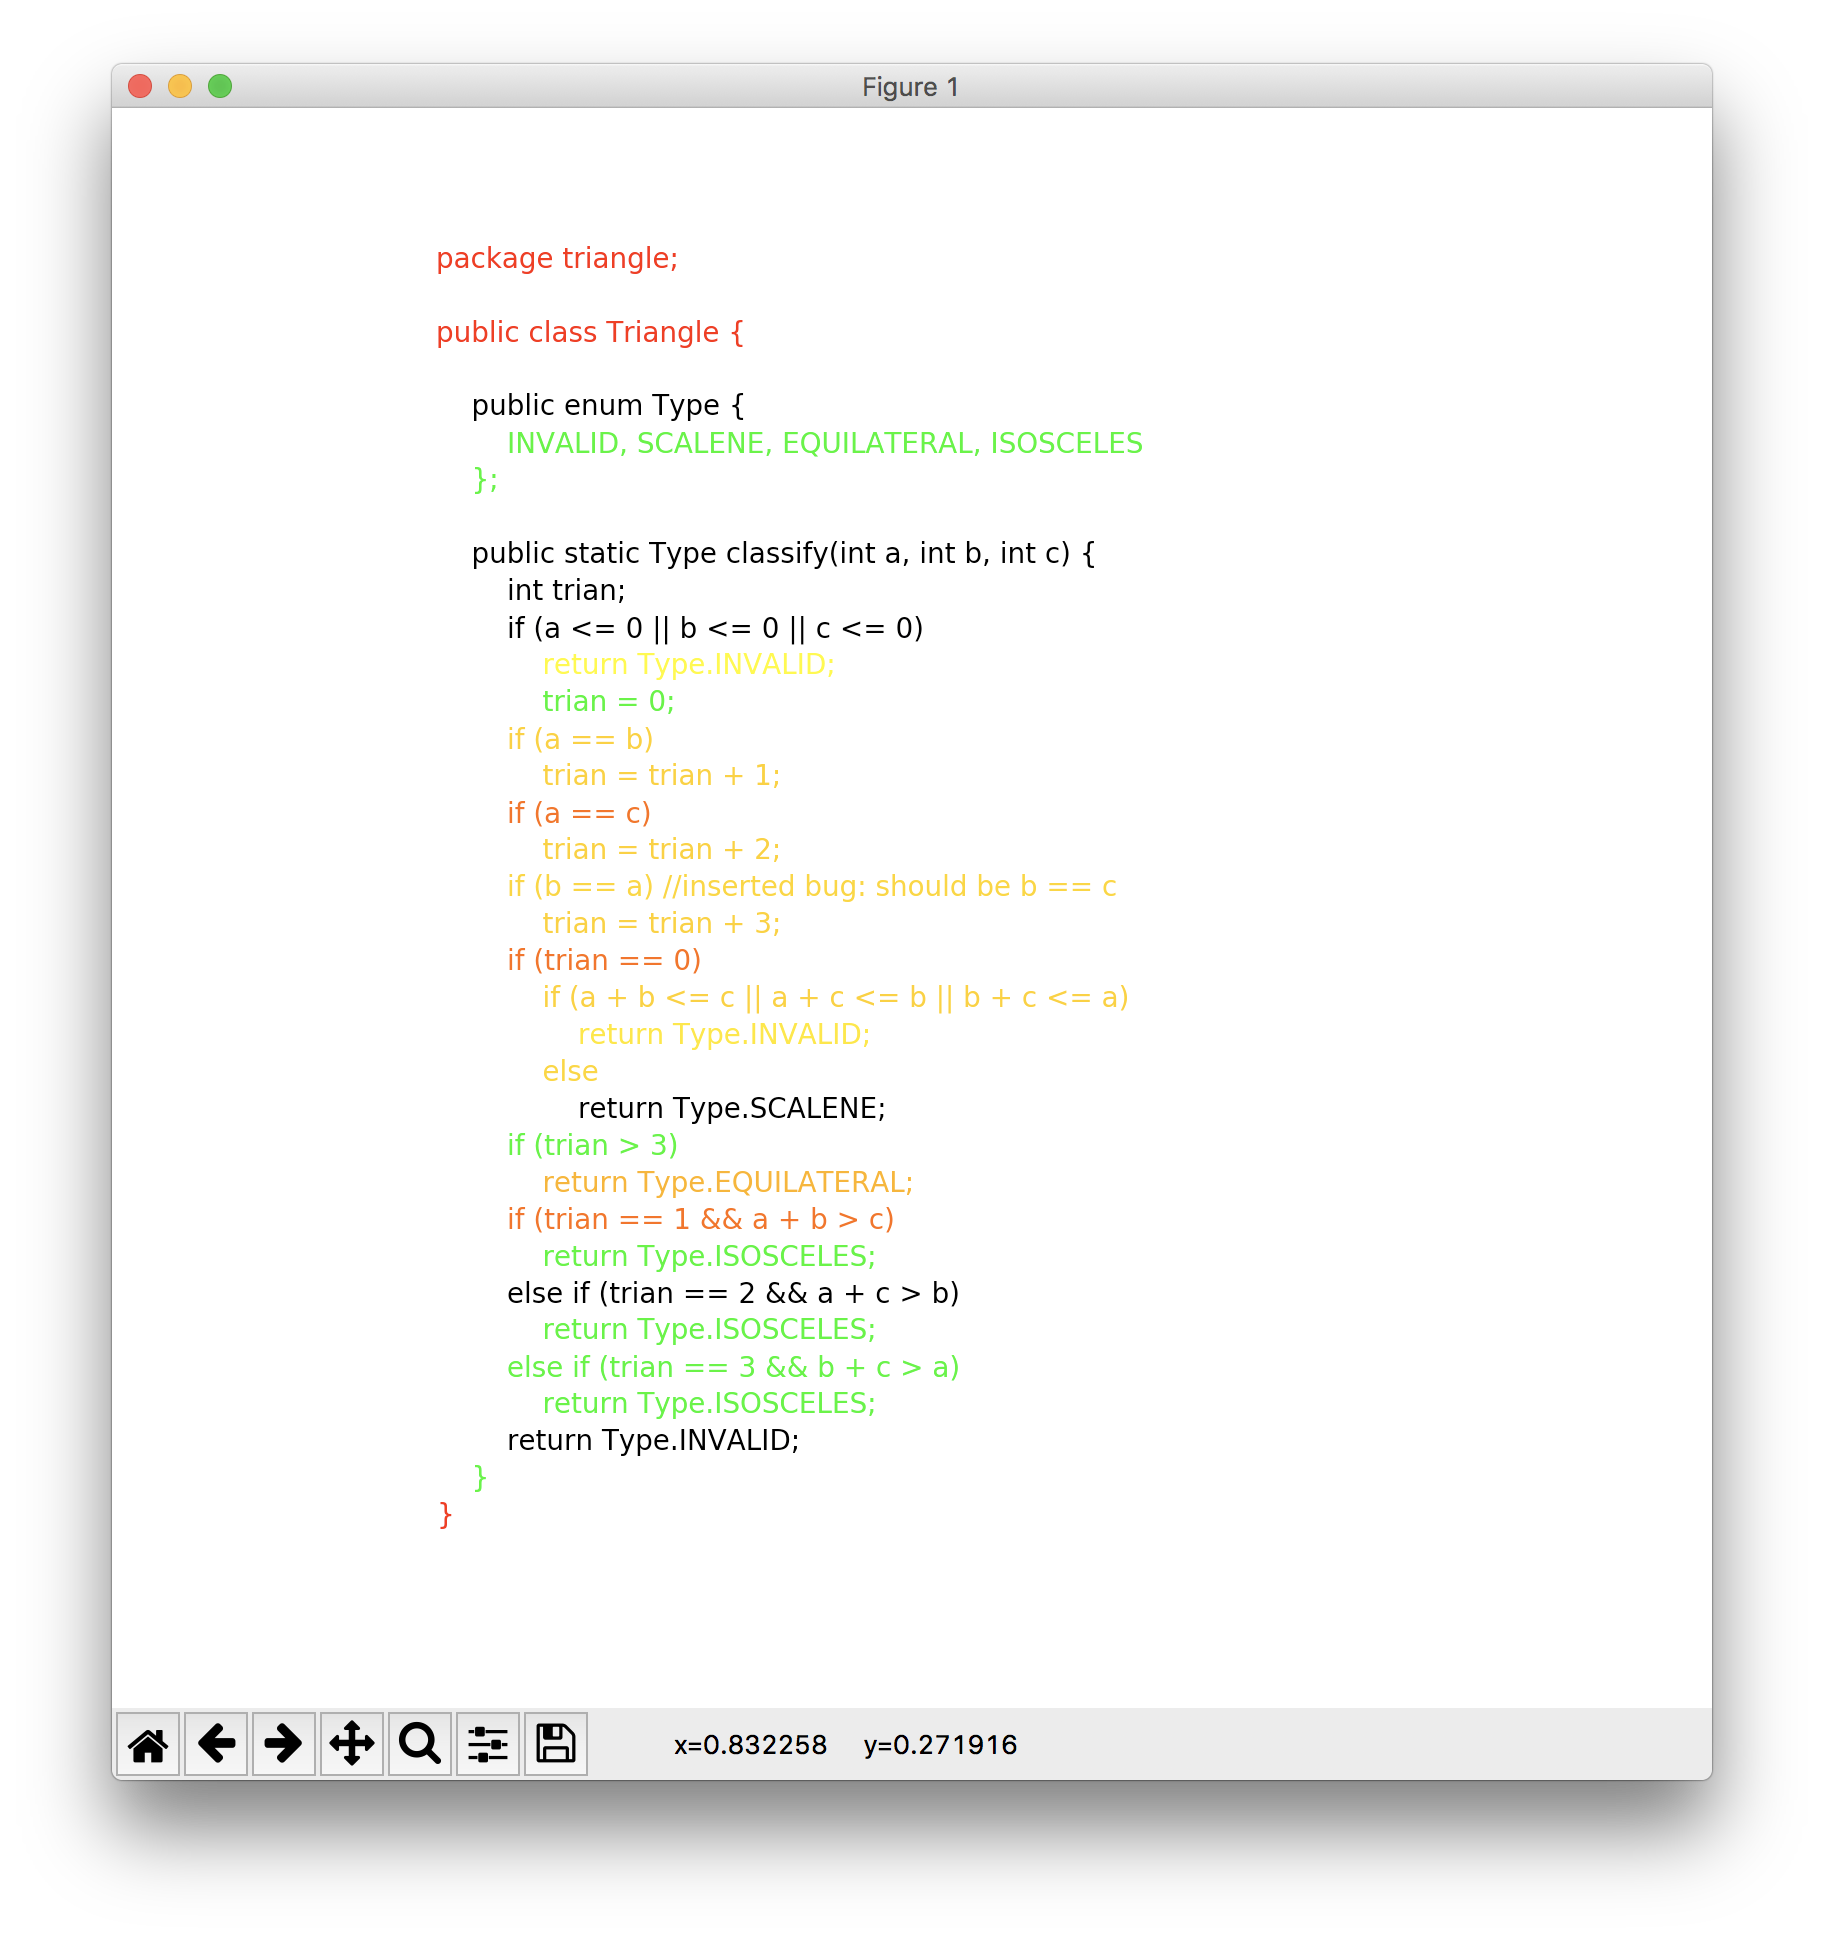 Figure 1
package triangle;
public class Triangle {
public enum Type {
INVALID, SCALENE, EQUILATERAL, ISOSCELES
};
public static Type classify(int a, int b, int c) {
int trian;
if (a <= 0 || b <= 0 || c <= 0)
return Type.INVALID;
trian = 0;
if (a == b)
trian = trian + 1;
if (a == c)
trian = trian + 2;
if (b == a) //inserted bug: should be b == c
trian = trian + 3;
if (trian == 0)
if (a + b <= c || a + c <= b || b + c <= a)
return Type.INVALID;
else
return Type.SCALENE;
if (trian > 3)
return Type.EQUILATERAL;
if (trian == 1 && a + b > c)
return Type.ISOSCELES;
else if (trian == 2 && a + c > b)
return Type.ISOSCELES;
else if (trian == 3 && b + c > a)
return Type.ISOSCELES;
return Type.INVALID;
}
}
x=0.832258 y=0.271916